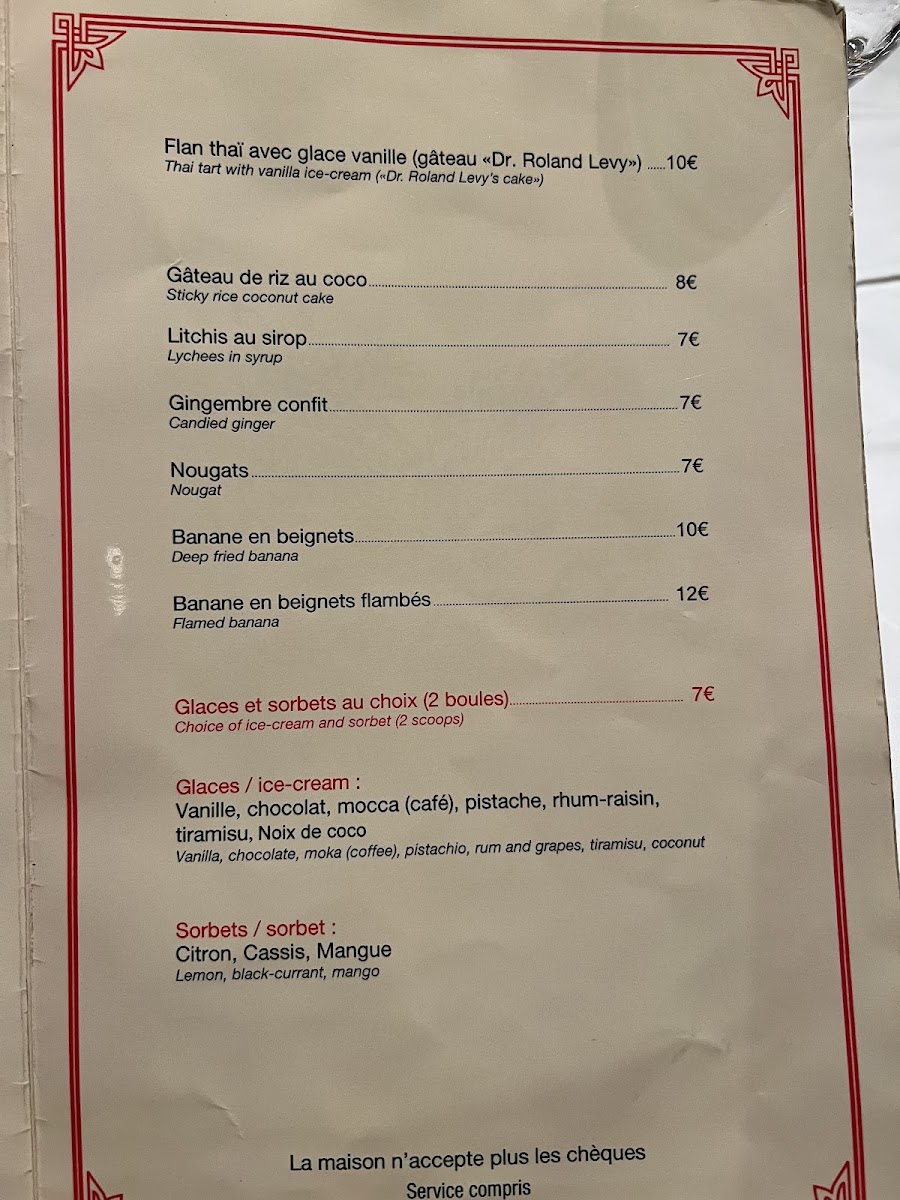 Flan thaï avec glace vanille (gâteau «Dr. Roland Levy») ......10€
Thai tart with vanilla ice-cream («Dr. Roland Levy's cake»)
Gâteau de riz au coco........................ 8€
Sticky rice coconut cake
Litchis au sirop........................ 7€
Lychees in syrup
Gingembre confit........................7€
Candied ginger
Nougats........................7€
Nougat
Banane en beignets........................10€
Deep fried banana
Banane en beignets flambés........................ 12€
Flamed banana
Glaces et sorbets au choix (2 boules)........................ 7€
Choice of ice-cream and sorbet (2 scoops)
Glaces / ice-cream :
Vanille, chocolat, mocca (café), pistache, rhum-raisin,
tiramisu, Noix de coco
Vanilla, chocolate, moka (coffee), pistachio, rum and grapes, tiramisu, coconut
Sorbets / sorbet :
Citron, Cassis, Mangue
Lemon, black-currant, mango
La maison n'accepte plus les chèques
Service compris